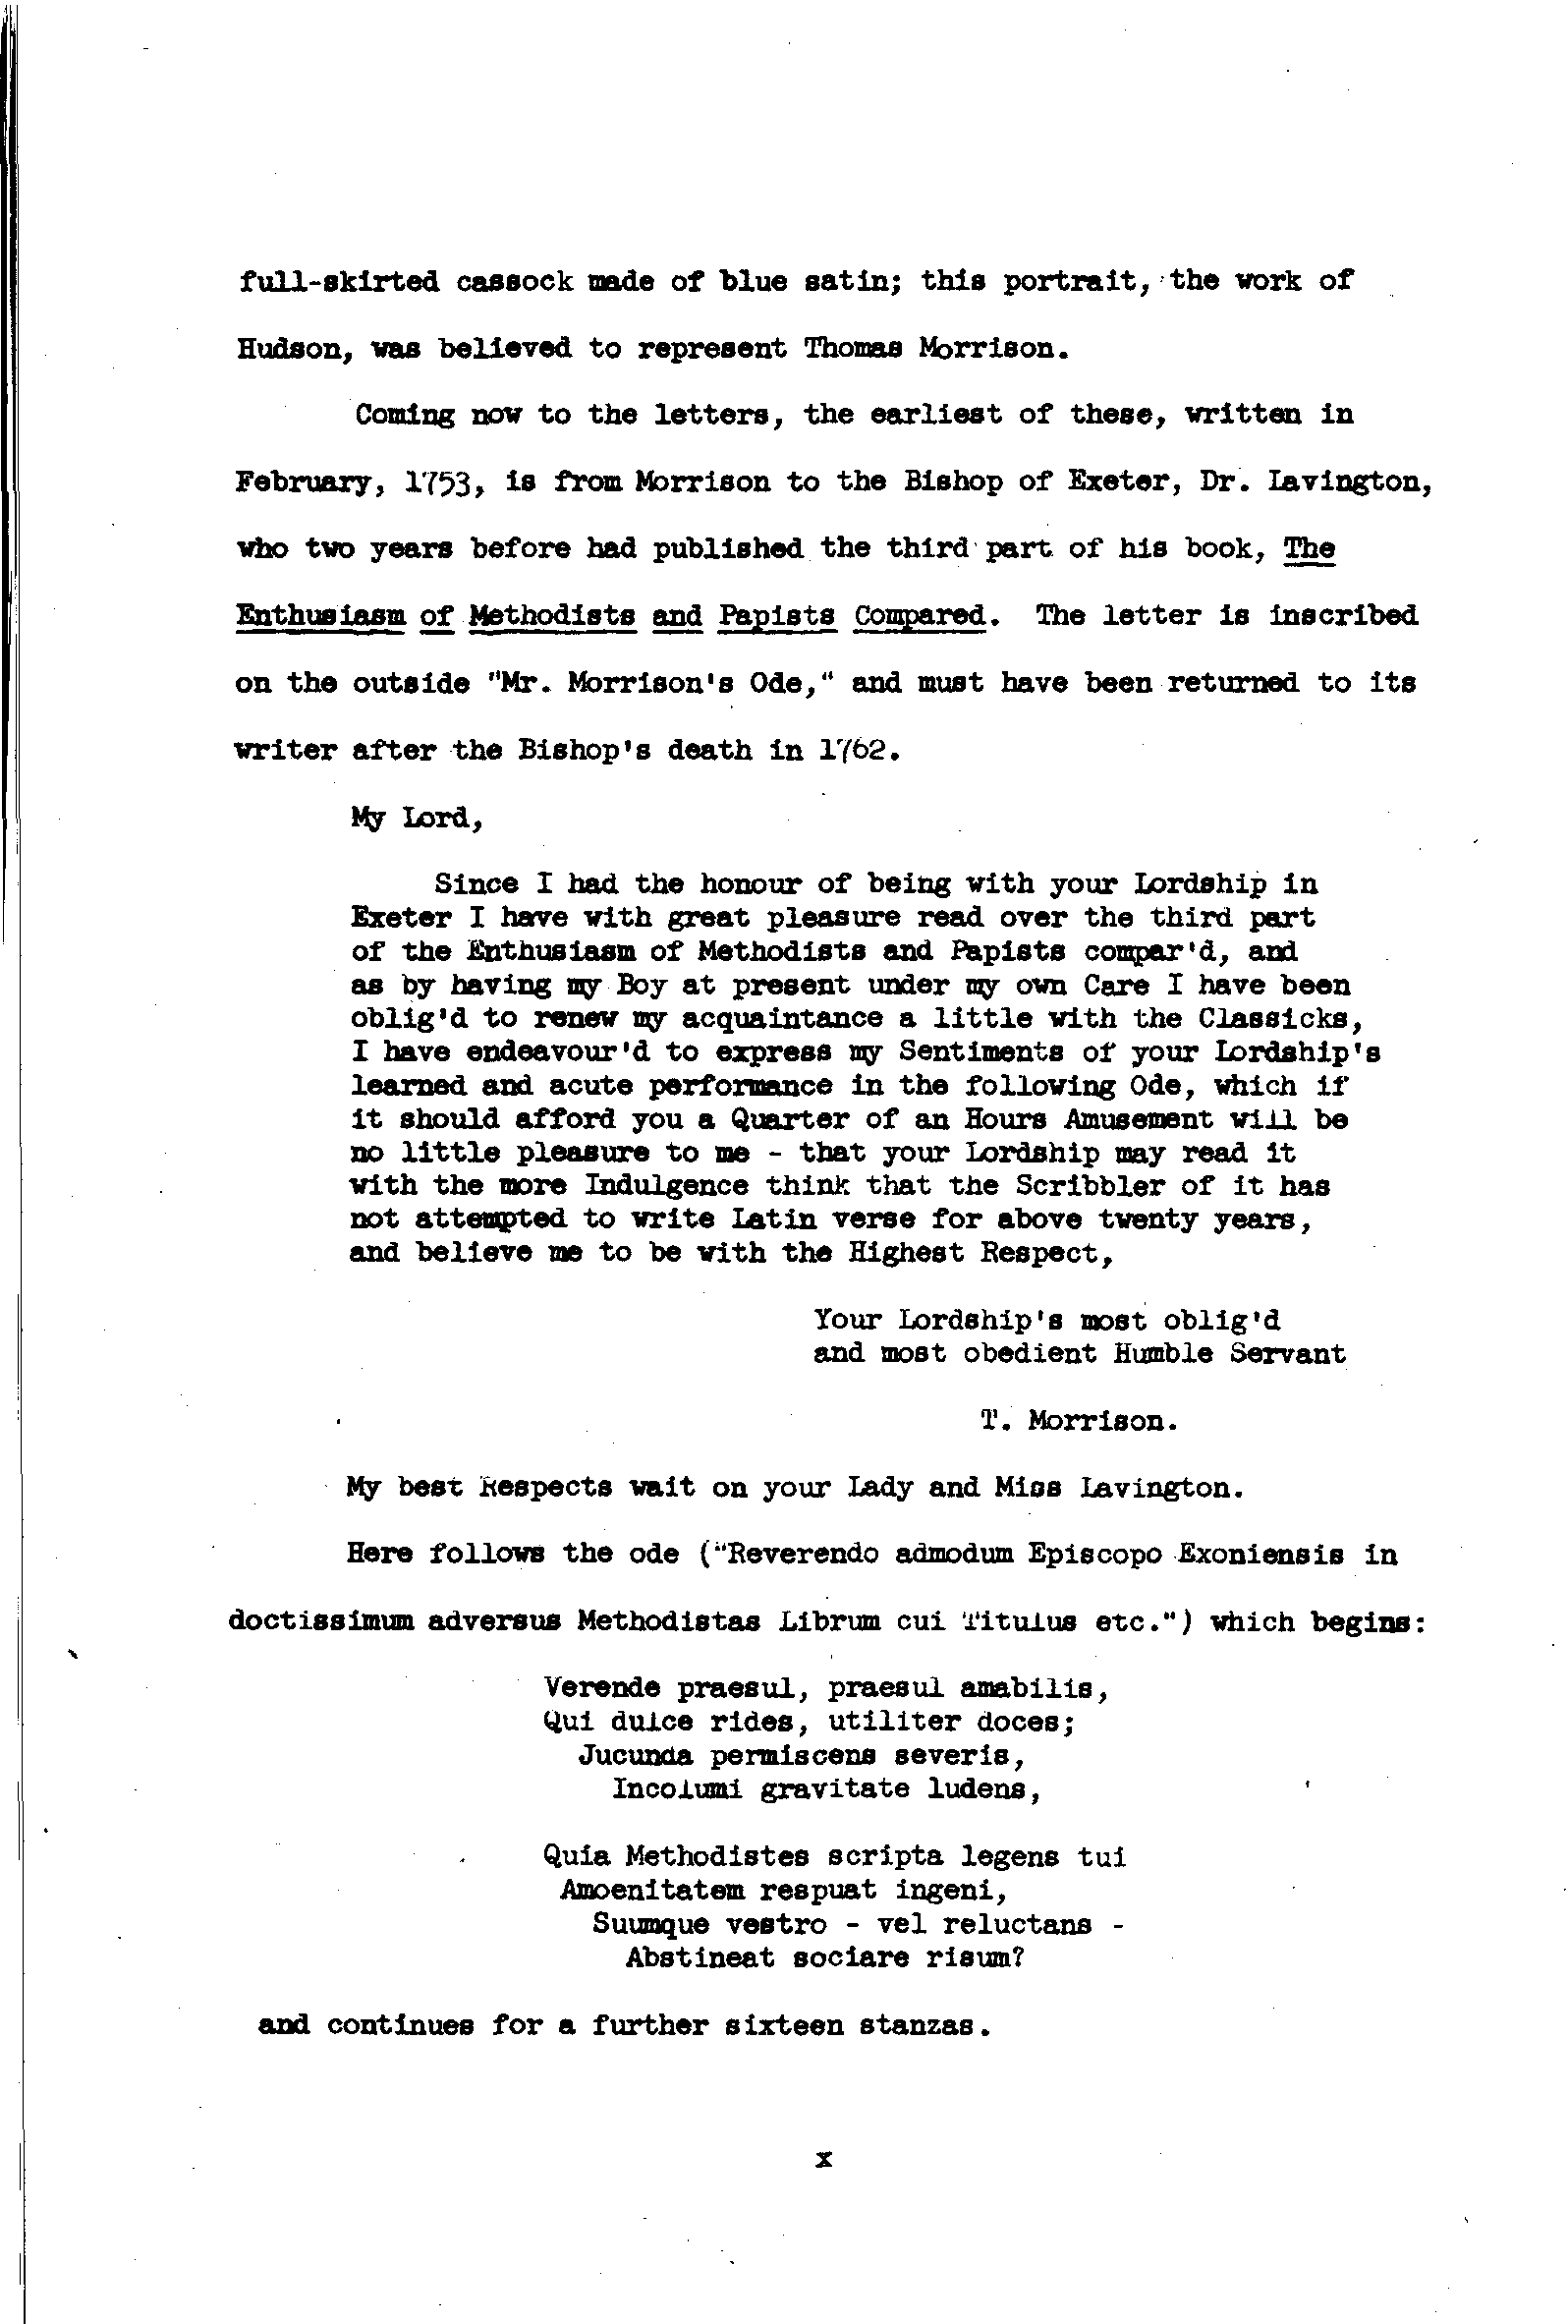 full-skirted cassock made of blue satin; this portrait, the work of
Hudson, was believed to represent Thomas Morrison.
Coming now to the letters, the earliest of these, written in
February, 1753, is from Morrison to the Bishop of Exeter, Dr. Lavington,
who two years before had published the third part of his book, The
Enthusiasm of Methodists and Papists Compared. The letter is inscribed
on the outside "Mr. Morrison's Ode," and must have been returned to its
writer after the Bishop's death in 1762.
My Lord,
Since I had the honour of being with your Lordship in
Exeter I have with great pleasure read over the third part
of the Enthusiasm of Methodists and Papists compar'd, and
as by having my Boy at present under my own Care I have been
oblig'd to renew my acquaintance a little with the Classicks,
I have endeavour'd to express my Sentiments of your Lordship's
learned and acute performance in the following Ode, which if
it should afford you a Quarter of an Hours Amusement will be
no little pleasure to me - that your Lordship may read it
with the more Indulgence think that the Scribbler of it has
not attempted to write Latin verse for above twenty years,
and believe me to be with the Highest Respect,
Your Lordship's most oblig'd
and most obedient Humble Servant
T. Morrison.
My best Respects wait on your Lady and Miss Lavington.
Here follows the ode ("Reverendo admodum Episcopo Exoniensis in
doctissimum adversus Methodistas Librum cui Titulus etc.") which begins:
Verende praesul, praesul amabilis,
Qui dulce rides, utiliter doces;
Jucunda permiscens severis,
Incolumi gravitate ludens,
Quia Methodistes scripta legens tui
Amoenitatem respuat ingeni,
Suumque vestro - vel reluctans -
Abstineat sociare risum?
and continues for a further sixteen stanzas.
x